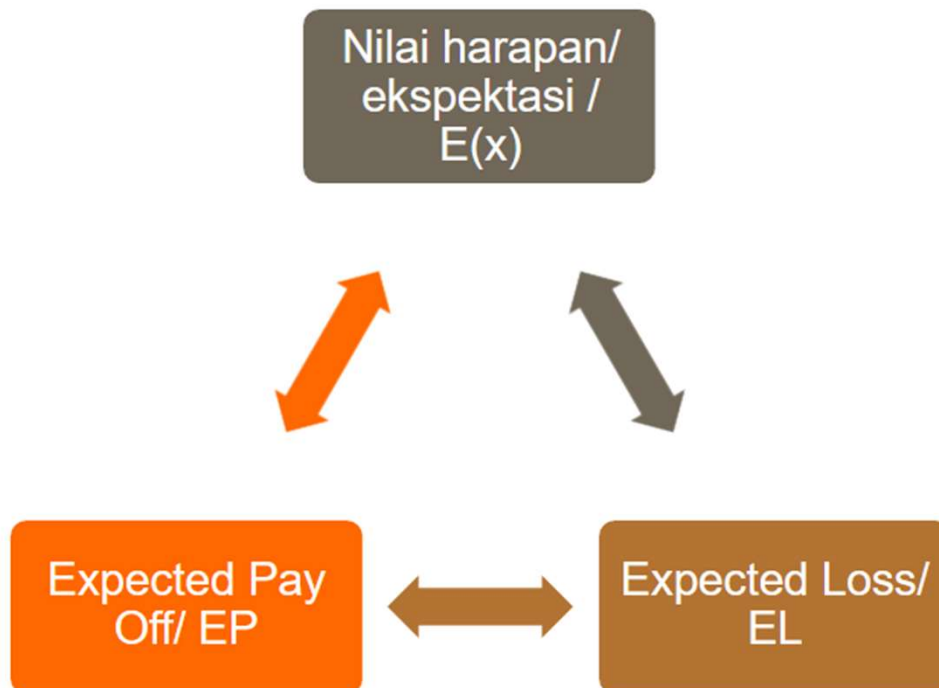 Nilai harapan/
ekspektasi /
E(x)
Expected Pay
Off/ EP
Expected Loss/
EL